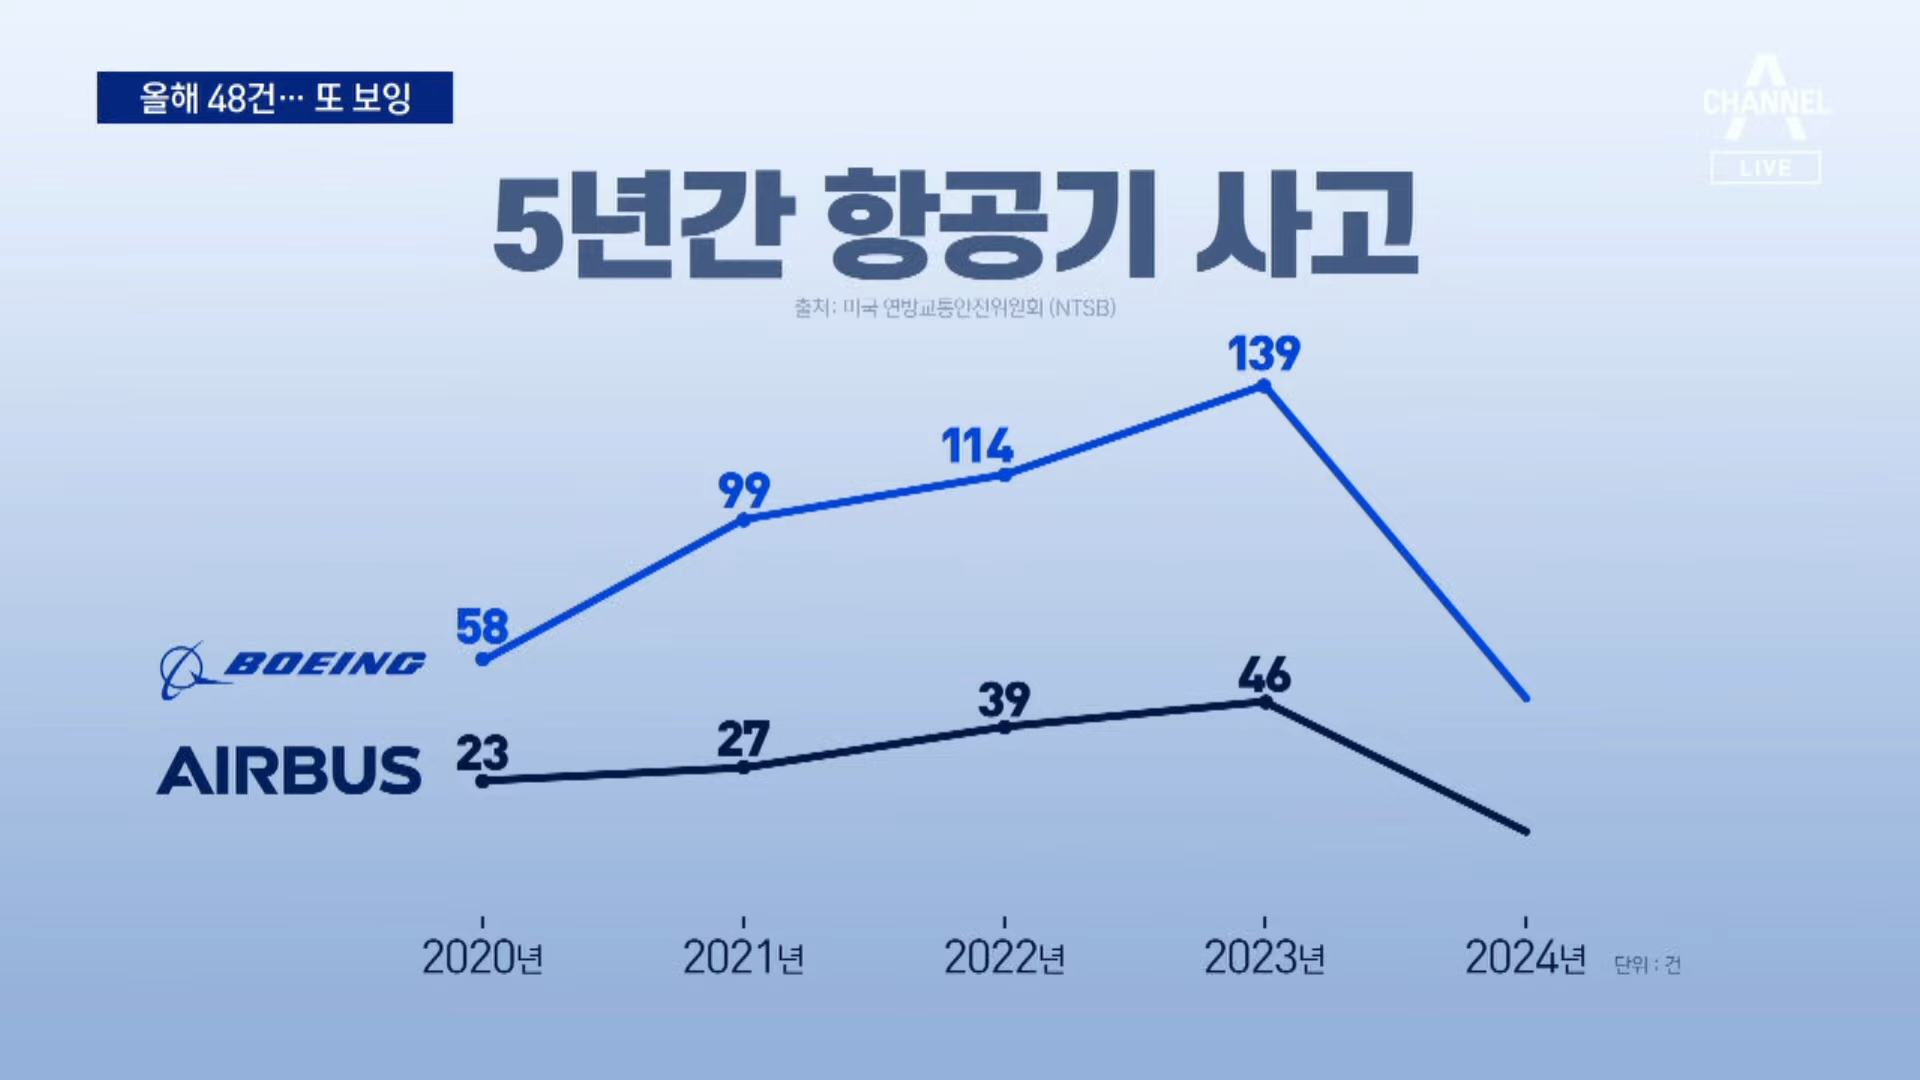 올해 48건… 또 보잉
CHANNEL A
LIVE
5년간 항공기 사고
출처: 미국 연방교통안전위원회 (NTSB)
139
114
99
58
BOEING
46
39
27
23
AIRBUS
2020년 2021년 2022년 2023년 2024년 단위 : 건